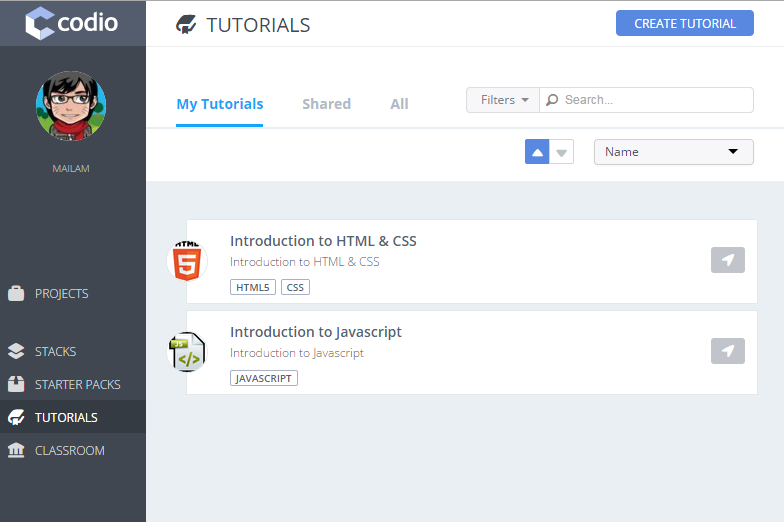 codio
MAILAM
PROJECTS
STACKS
STARTER PACKS
TUTORIALS
CLASSROOM
TUTORIALS
CREATE TUTORIAL
My Tutorials Shared All
Filters Search...
Name
HTML
5
Introduction to HTML & CSS
Introduction to HTML & CSS
HTML5 CSS
JS
</>
Introduction to Javascript
Introduction to Javascript
JAVASCRIPT